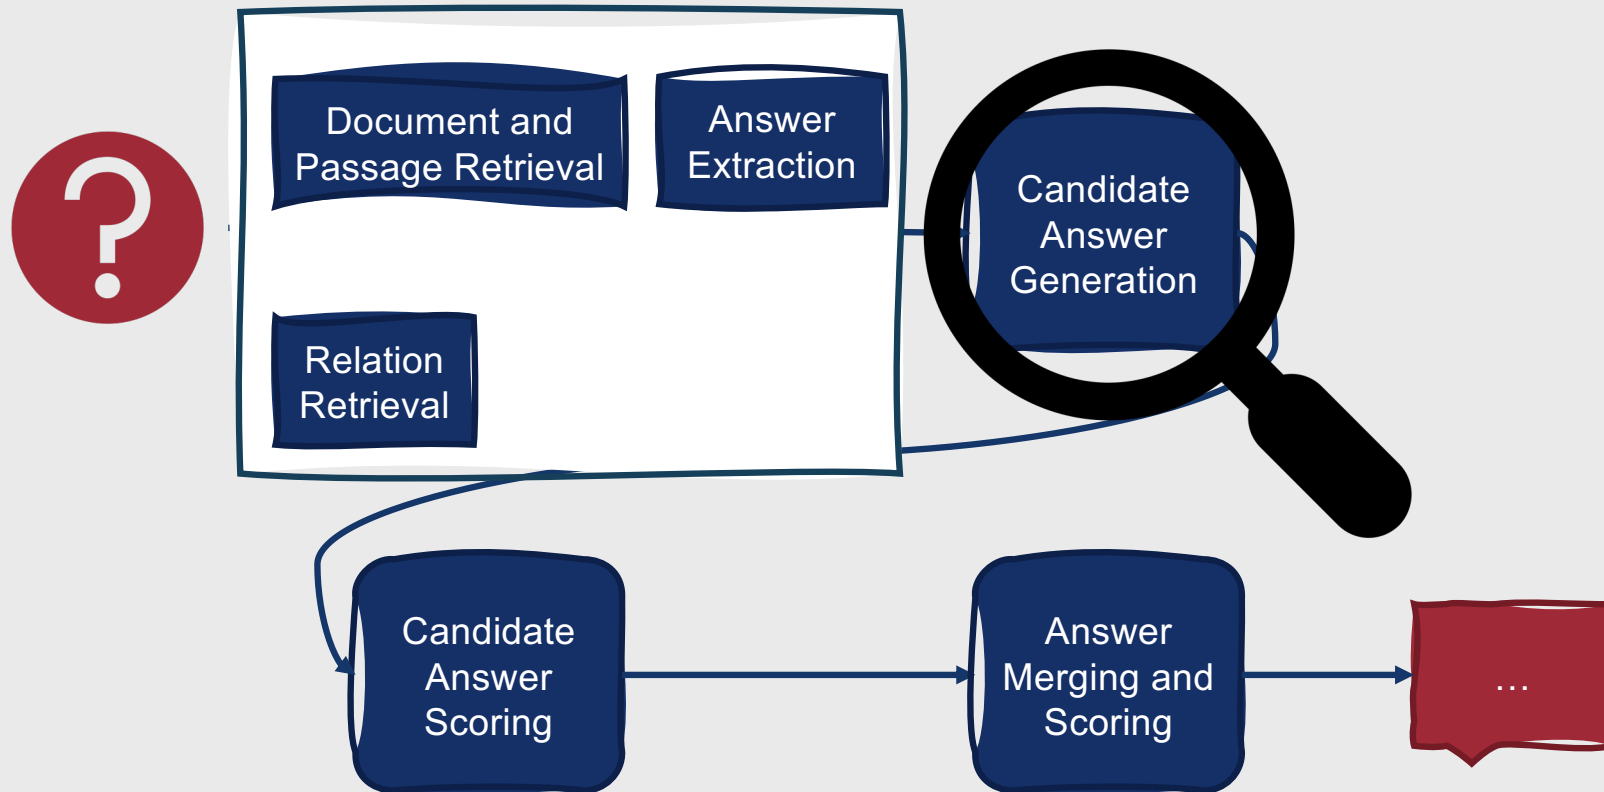 ?
Document and
Passage Retrieval
Answer
Extraction
Relation
Retrieval
Candidate
Answer
Generation
Candidate
Answer
Scoring
Answer
Merging and
Scoring
...